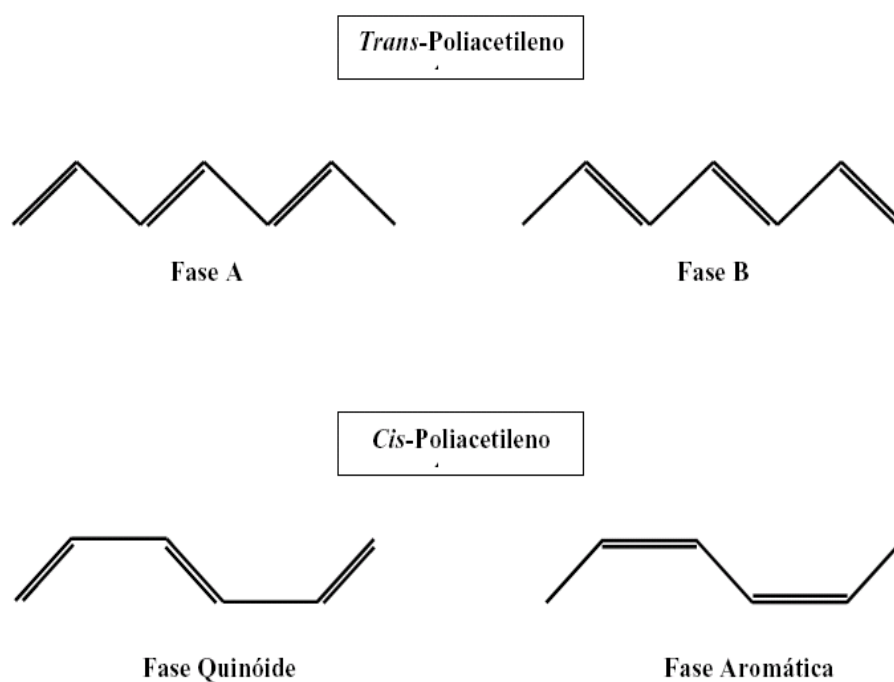 Trans-Poliacetileno
Fase A
Fase B
Cis-Poliacetileno
Fase Quinóide
Fase Aromática